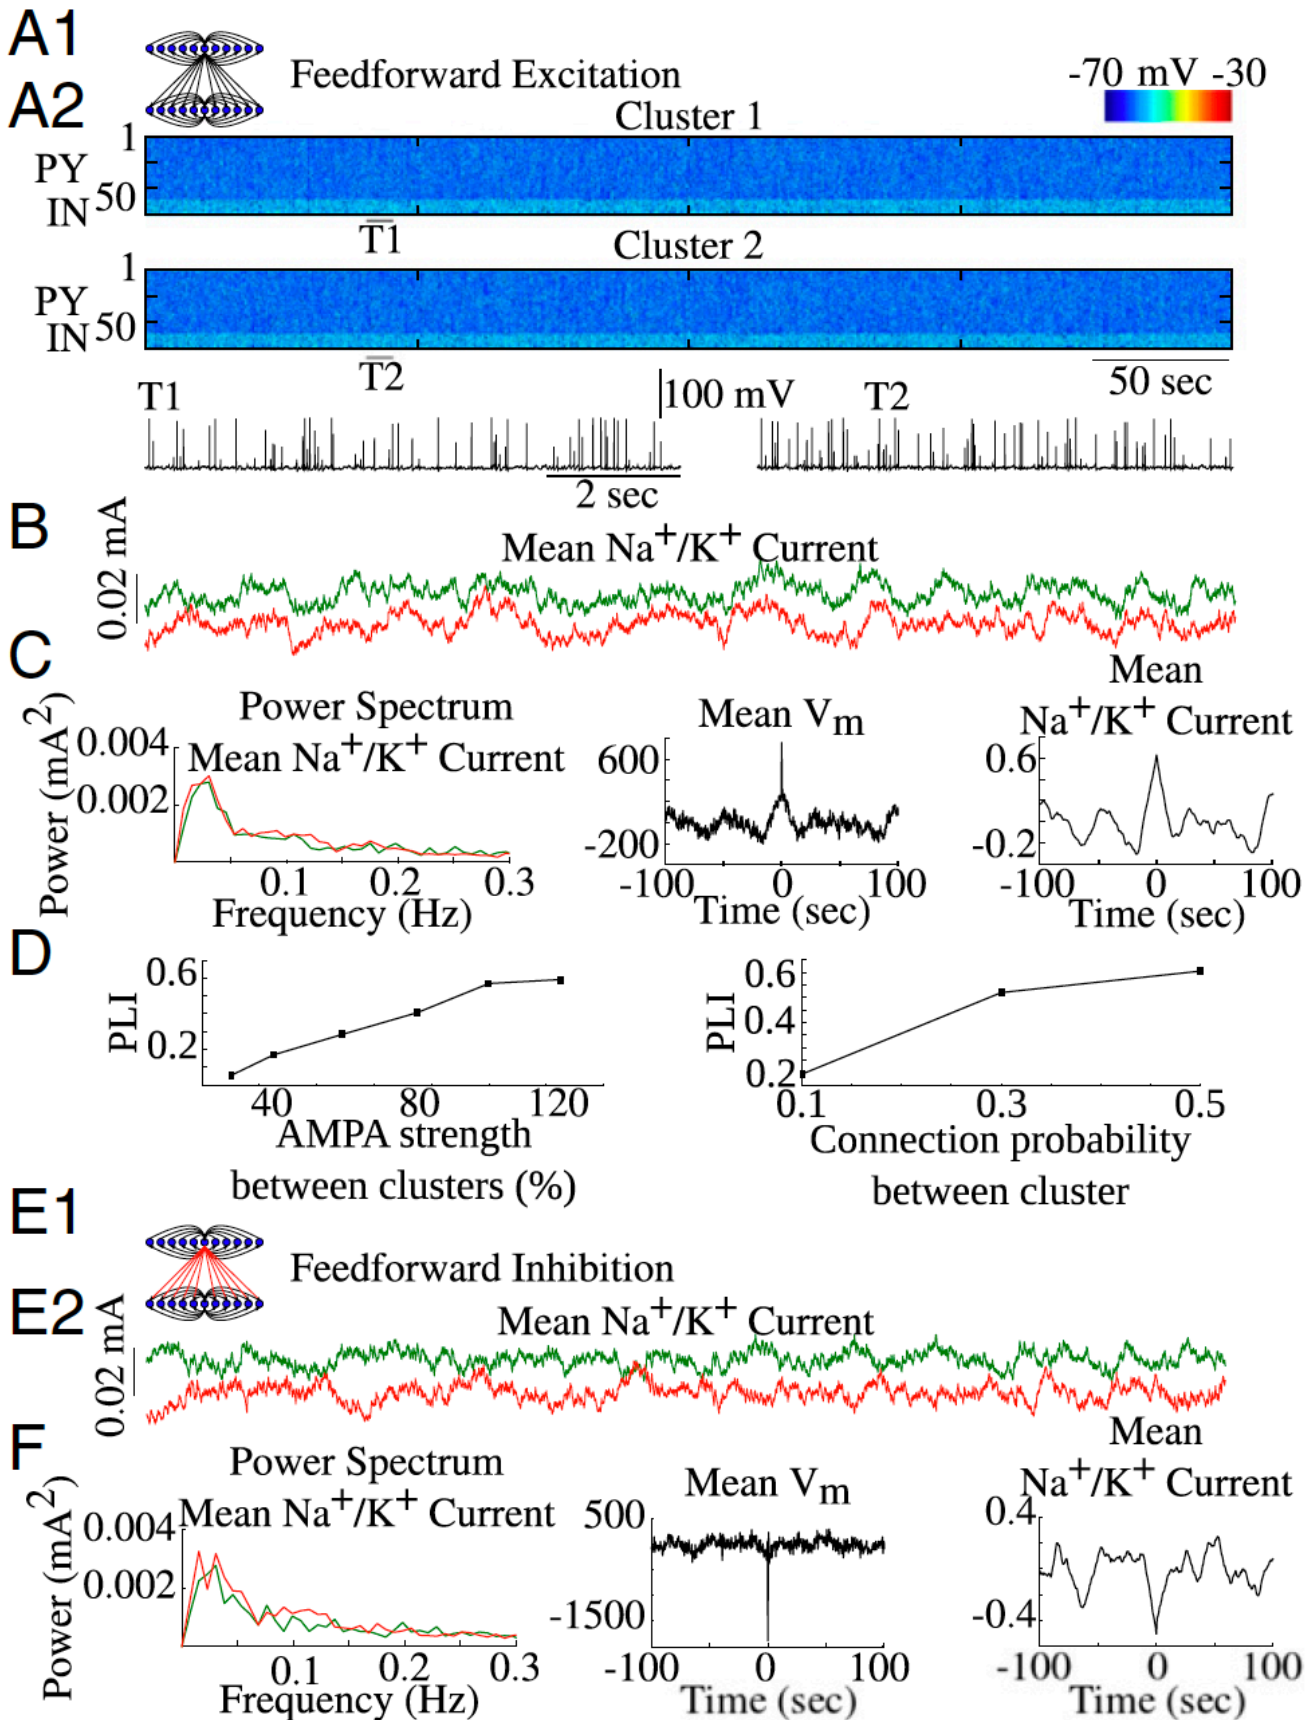 A1
Feedforward Excitation
-70 mV -30
A2
Cluster 1
1
PY
50
IN
T1
Cluster 2
1
PY
50
IN
T2
50 sec
T1
100 mV
T2
2 sec
B
0.02 mA
Mean Na+/K+ Current
C
Power Spectrum
Mean Na+/K+ Current
Power (mA2)
0.004
0.002
0.1 0.2 0.3
Frequency (Hz)
Mean Vm
600
-200
-100 0 100
Time (sec)
Mean
Na+/K+ Current
0.6
-0.2
-100 0 100
Time (sec)
D
PLI
0.6
0.2
40 80 120
AMPA strength
between clusters (%)
PLI
0.6
0.4
0.2
0.1 0.3 0.5
Connection probability
between cluster
E1
Feedforward Inhibition
E2
0.02 mA
Mean Na+/K+ Current
F
Power Spectrum
Mean Na+/K+ Current
Power (mA2)
0.004
0.002
0.1 0.2 0.3
Frequency (Hz)
Mean Vm
500
-1500
-100 0 100
Time (sec)
Mean
Na+/K+ Current
0.4
-0.4
-100 0 100
Time (sec)